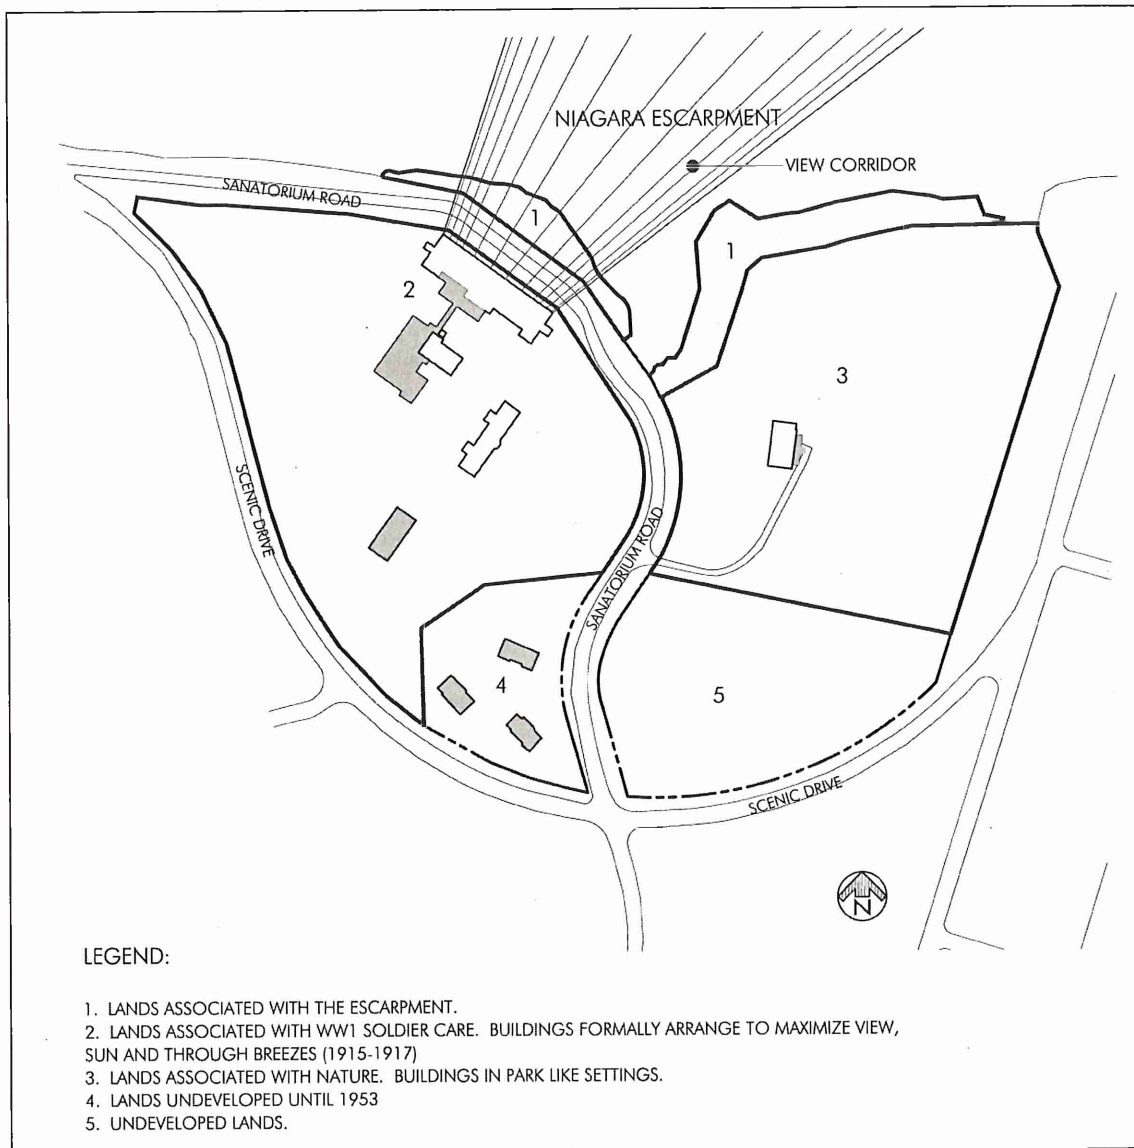 NIAGARA ESCARPMENT
VIEW CORRIDOR
SANATORIUM ROAD
1
1
2
3
SCENIC DRIVE
SANATORIUM ROAD
4
5
SCENIC DRIVE
N
LEGEND:
1. LANDS ASSOCIATED WITH THE ESCARPMENT.
2. LANDS ASSOCIATED WITH WW1 SOLDIER CARE. BUILDINGS FORMALLY ARRANGE TO MAXIMIZE VIEW,
SUN AND THROUGH BREEZES (1915-1917)
3. LANDS ASSOCIATED WITH NATURE. BUILDINGS IN PARK LIKE SETTINGS.
4. LANDS UNDEVELOPED UNTIL 1953
5. UNDEVELOPED LANDS.